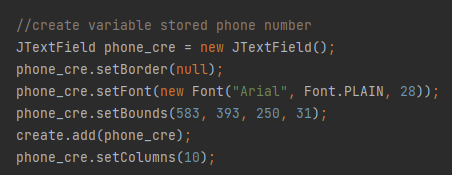 //create variable stored phone number
JTextField phone_cre = new JTextField();
phone_cre.setBorder(null);
phone_cre.setFont(new Font("Arial", Font.PLAIN, 28));
phone_cre.setBounds(583, 393, 250, 31);
create.add(phone_cre);
phone_cre.setColumns(10);